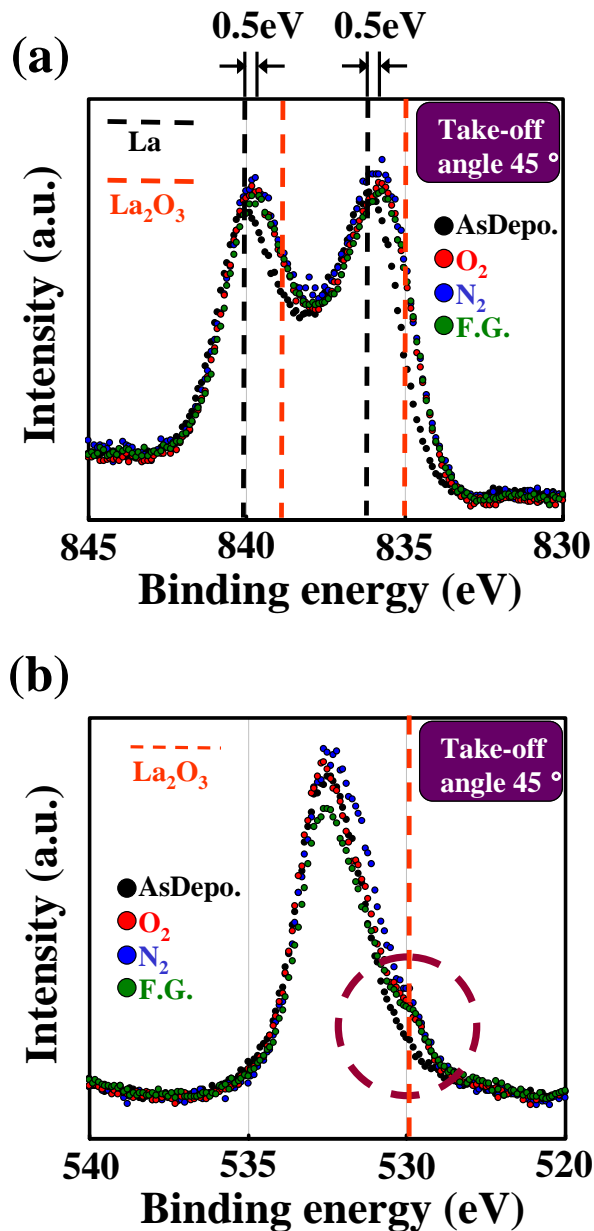 0.5eV 0.5eV
(a)
La
La₂O₃
Take-off
angle 45 °
AsDepo.
O₂
N₂
F.G.
Intensity (a.u.)
845 840 835 830
Binding energy (eV)
(b)
La₂O₃
Take-off
angle 45 °
AsDepo.
O₂
N₂
F.G.
Intensity (a.u.)
540 535 530 520
Binding energy (eV)